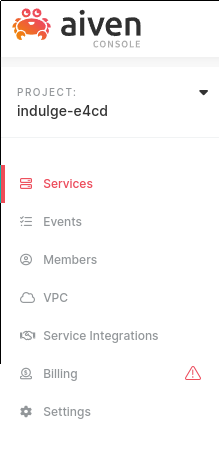 aiven
CONSOLE
PROJECT:
indulge-e4cd
Services
Events
Members
VPC
Service Integrations
Billing
Settings